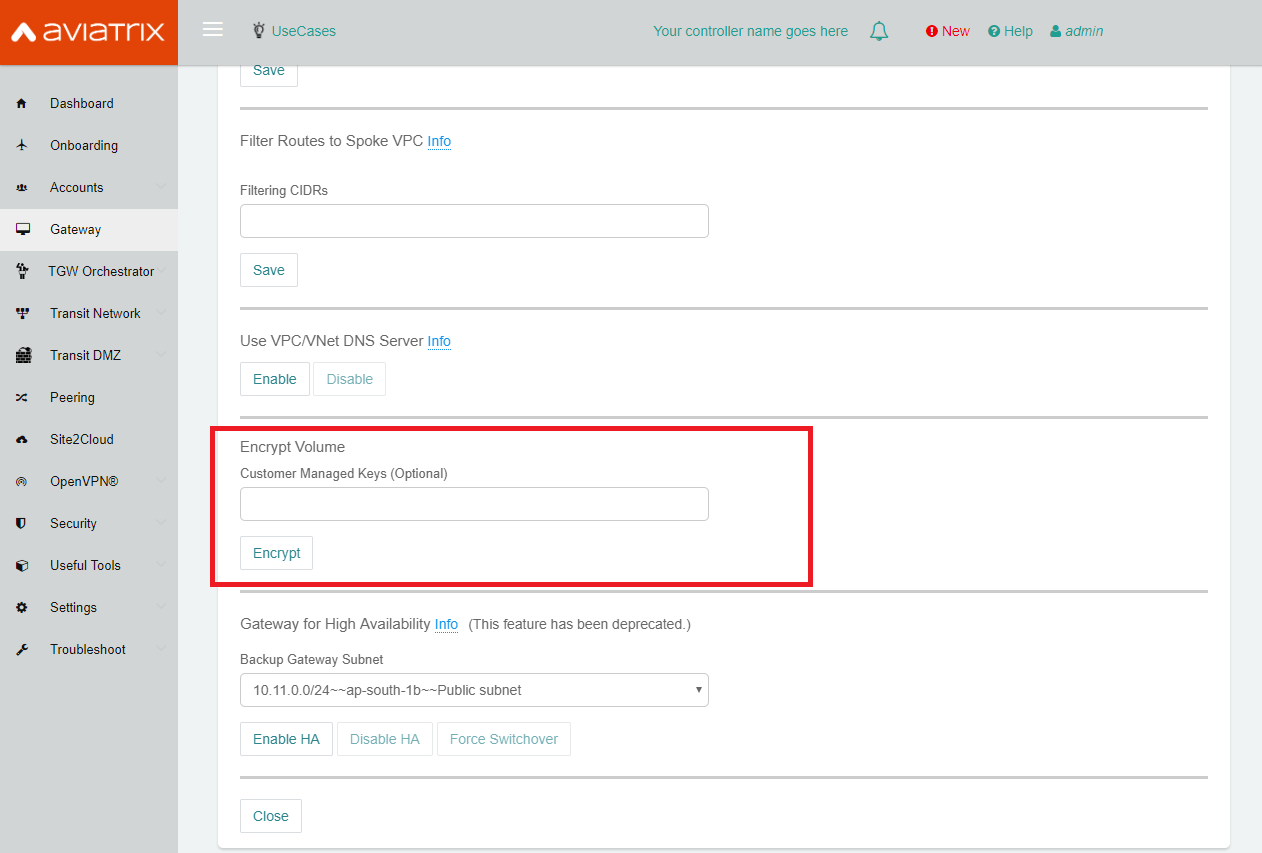 aviatrix
UseCases
Your controller name goes here
New
Help
admin
Dashboard
Onboarding
Accounts
Gateway
TGW Orchestrator
Transit Network
Transit DMZ
Peering
Site2Cloud
OpenVPN®
Security
Useful Tools
Settings
Troubleshoot
Save
Filter Routes to Spoke VPC Info
Filtering CIDRs
Save
Use VPC/VNet DNS Server Info
Enable Disable
Encrypt Volume
Customer Managed Keys (Optional)
Encrypt
Gateway for High Availability Info (This feature has been deprecated.)
Backup Gateway Subnet
10.11.0.0/24~~ap-south-1b~~Public subnet
Enable HA Disable HA Force Switchover
Close